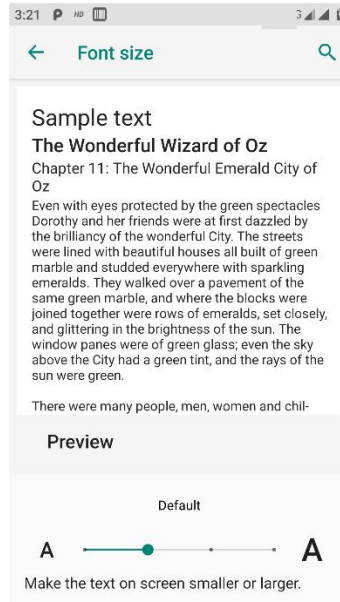 3:21 P HD 3
Font size
Sample text
The Wonderful Wizard of Oz
Chapter 11: The Wonderful Emerald City of
Oz
Even with eyes protected by the green spectacles
Dorothy and her friends were at first dazzled by
the brilliancy of the wonderful City. The streets
were lined with beautiful houses all built of green
marble and studded everywhere with sparkling
emeralds. They walked over a pavement of the
same green marble, and where the blocks were
joined together were rows of emeralds, set closely,
and glittering in the brightness of the sun. The
window panes were of green glass; even the sky
above the City had a green tint, and the rays of the
sun were green.
There were many people, men, women and chil-
Preview
Default
A A
Make the text on screen smaller or larger.